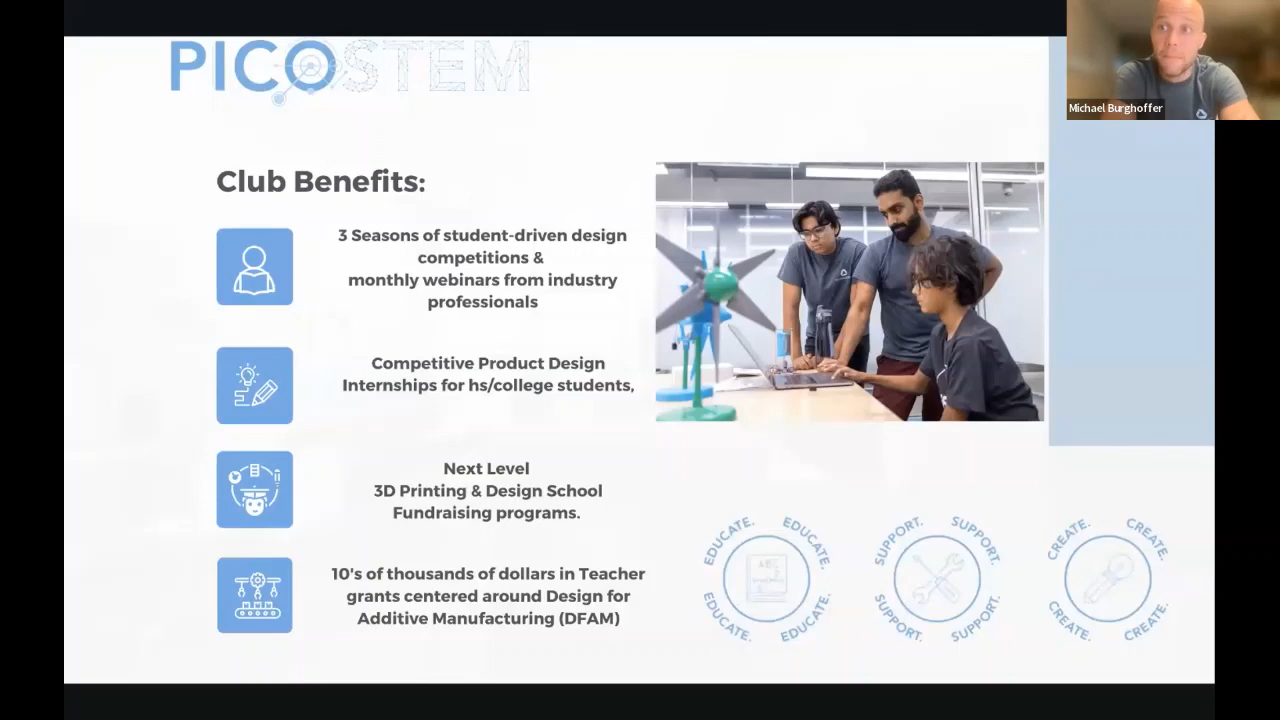 PICOSTEM
Michael Burghoffer
Club Benefits:
3 Seasons of student-driven design
competitions &
monthly webinars from industry
professionals
Competitive Product Design
Internships for hs/college students,
Next Level
3D Printing & Design School
Fundraising programs.
10's of thousands of dollars in Teacher
grants centered around Design for
Additive Manufacturing (DFAM)
EDUCATE. EDUCATE.
EDUCATE. EDUCATE.
SUPPORT. SUPPORT.
SUPPORT. SUPPORT.
CREATE. CREATE.
CREATE. CREATE.
ABC